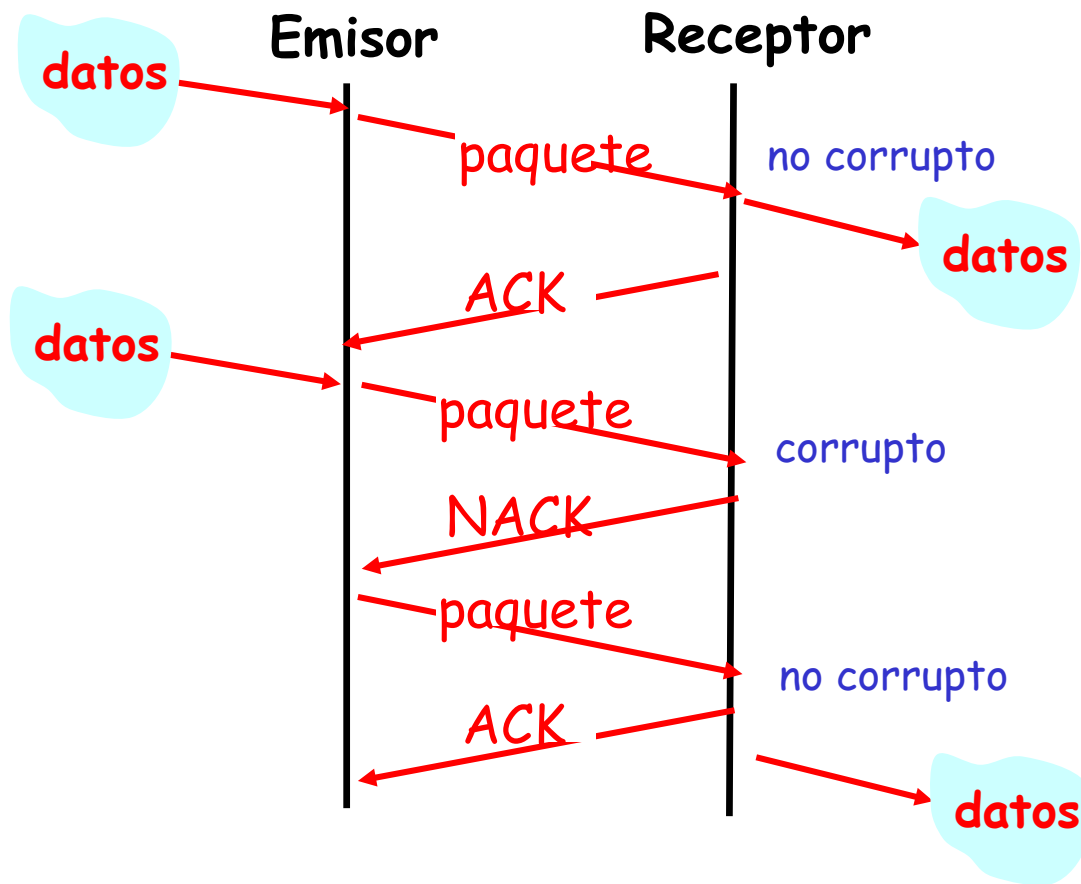 Emisor
Receptor
datos
paquete
no corrupto
datos
ACK
datos
paquete
corrupto
NACK
paquete
no corrupto
ACK
datos